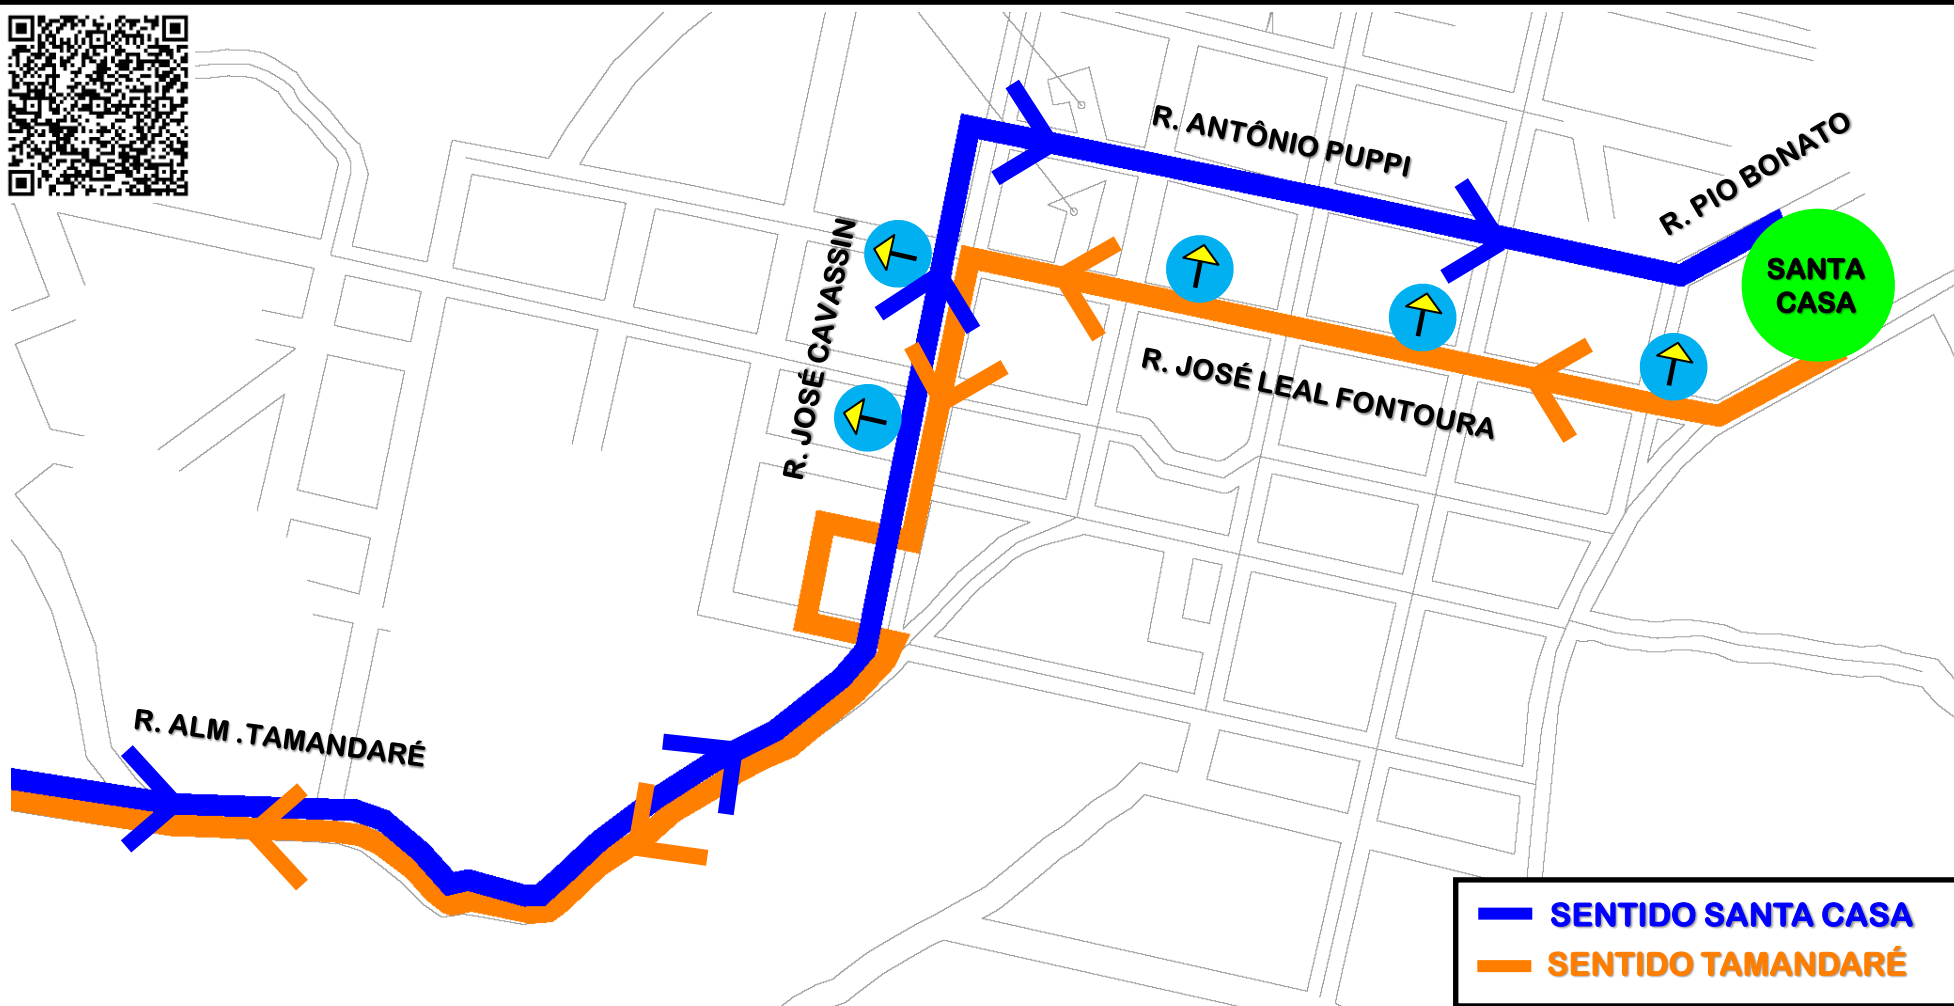 R. ANTÔNIO PUPPI
R. PIO BONATO
SANTA
CASA
R. JOSÉ CAVASSIN
R. JOSÉ LEAL FONTOURA
R. ALM .TAMANDARÉ
SENTIDO SANTA CASA
SENTIDO TAMANDARÉ